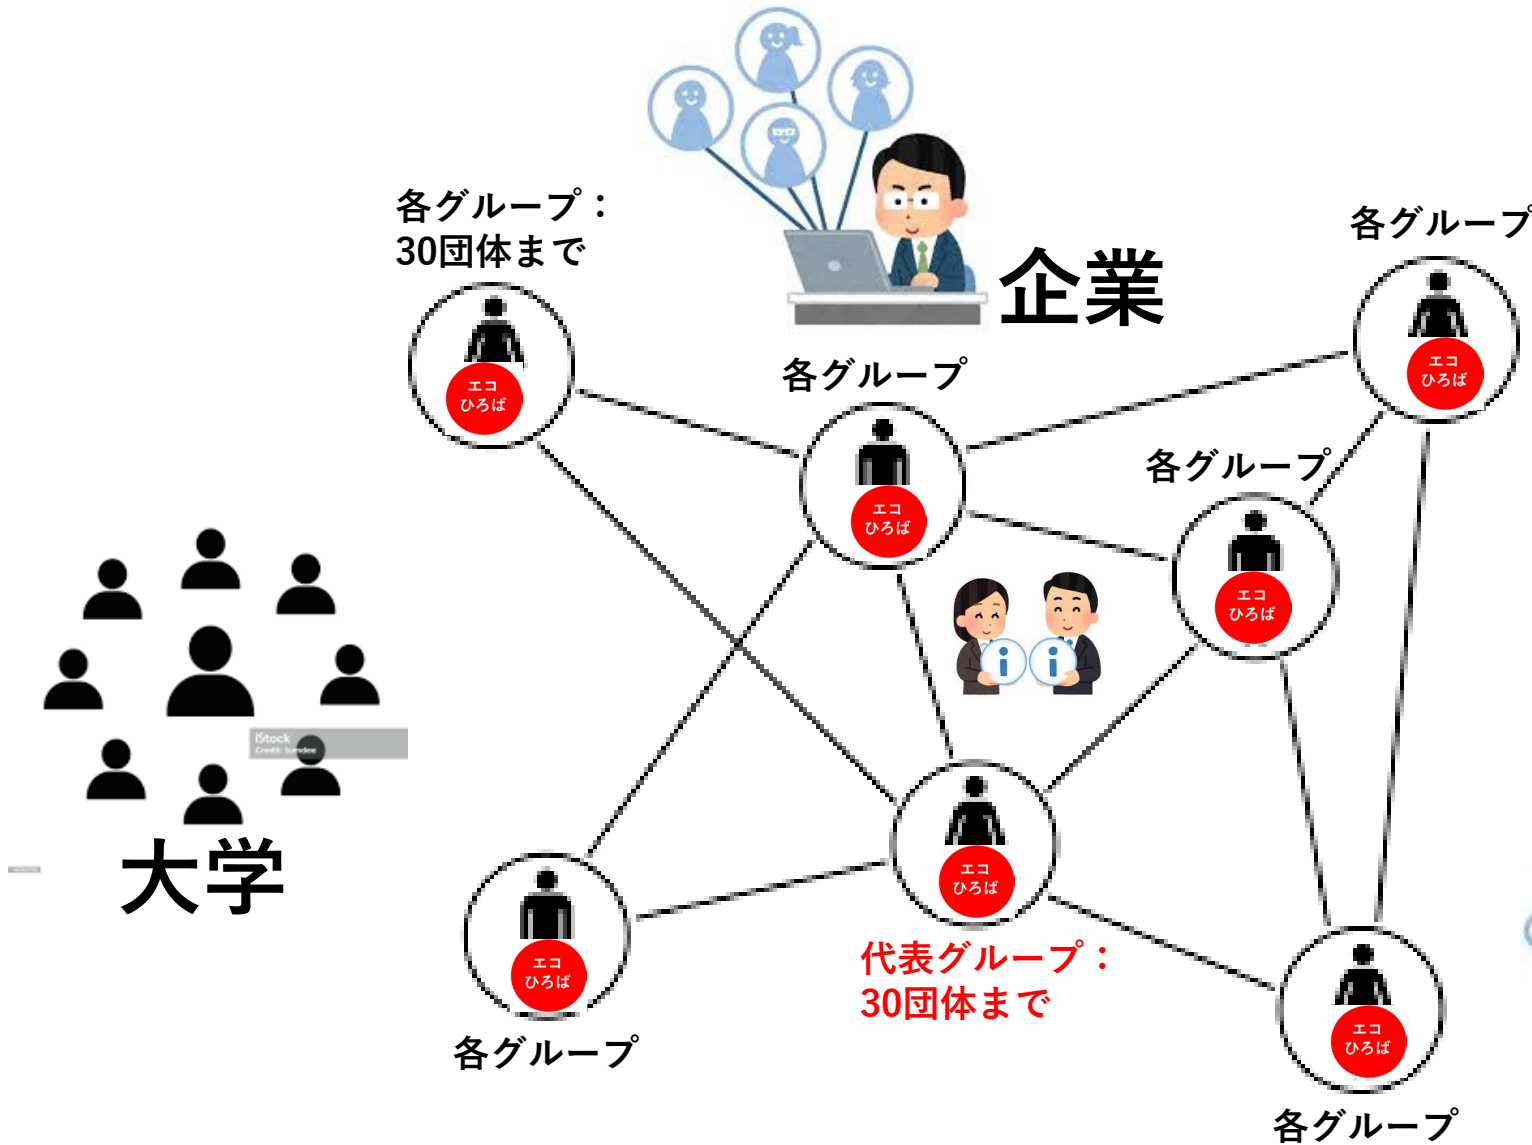 各グループ：
30団体まで
エコ
ひろば
企業
各グループ
エコ
ひろば
各グループ
エコ
ひろば
各グループ
エコ
ひろば
iStock
大学
各グループ
エコ
ひろば
代表グループ：
30団体まで
エコ
ひろば
各グループ
エコ
ひろば